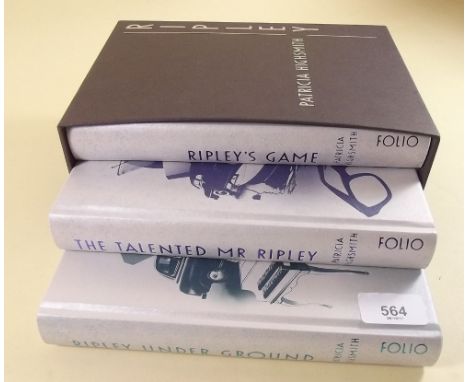 RIPLEY
PATRICIA HIGHSMITH
RIPLEY'S GAME
PATRICIA
HIGHSMITH
FOLIO
THE TALENTED MR RIPLEY
PATRICIA
HIGHSMITH
FOLIO
564
RIPLEY UNDER GROUND
PATRICIA
HIGHSMITH
FOLIO